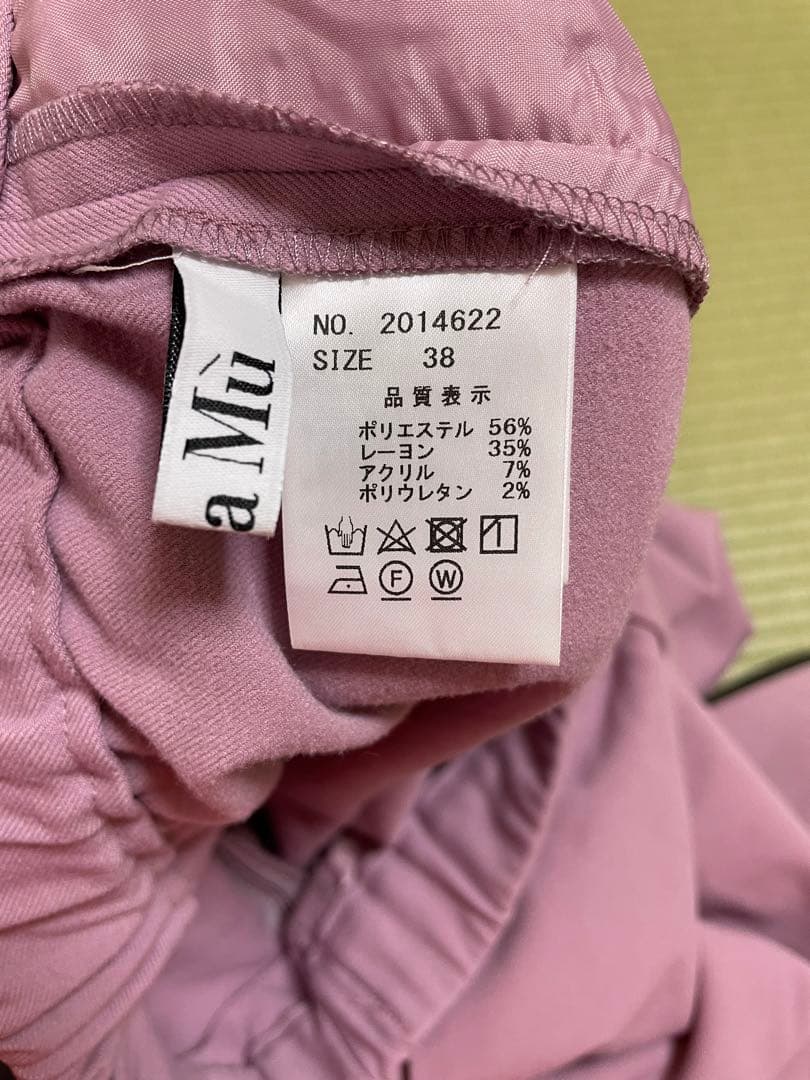 a Mù
NO. 2014622
SIZE 38
品質表示
ポリエステル 56%
レーヨン 35%
アクリル 7%
ポリウレタン 2%
F W